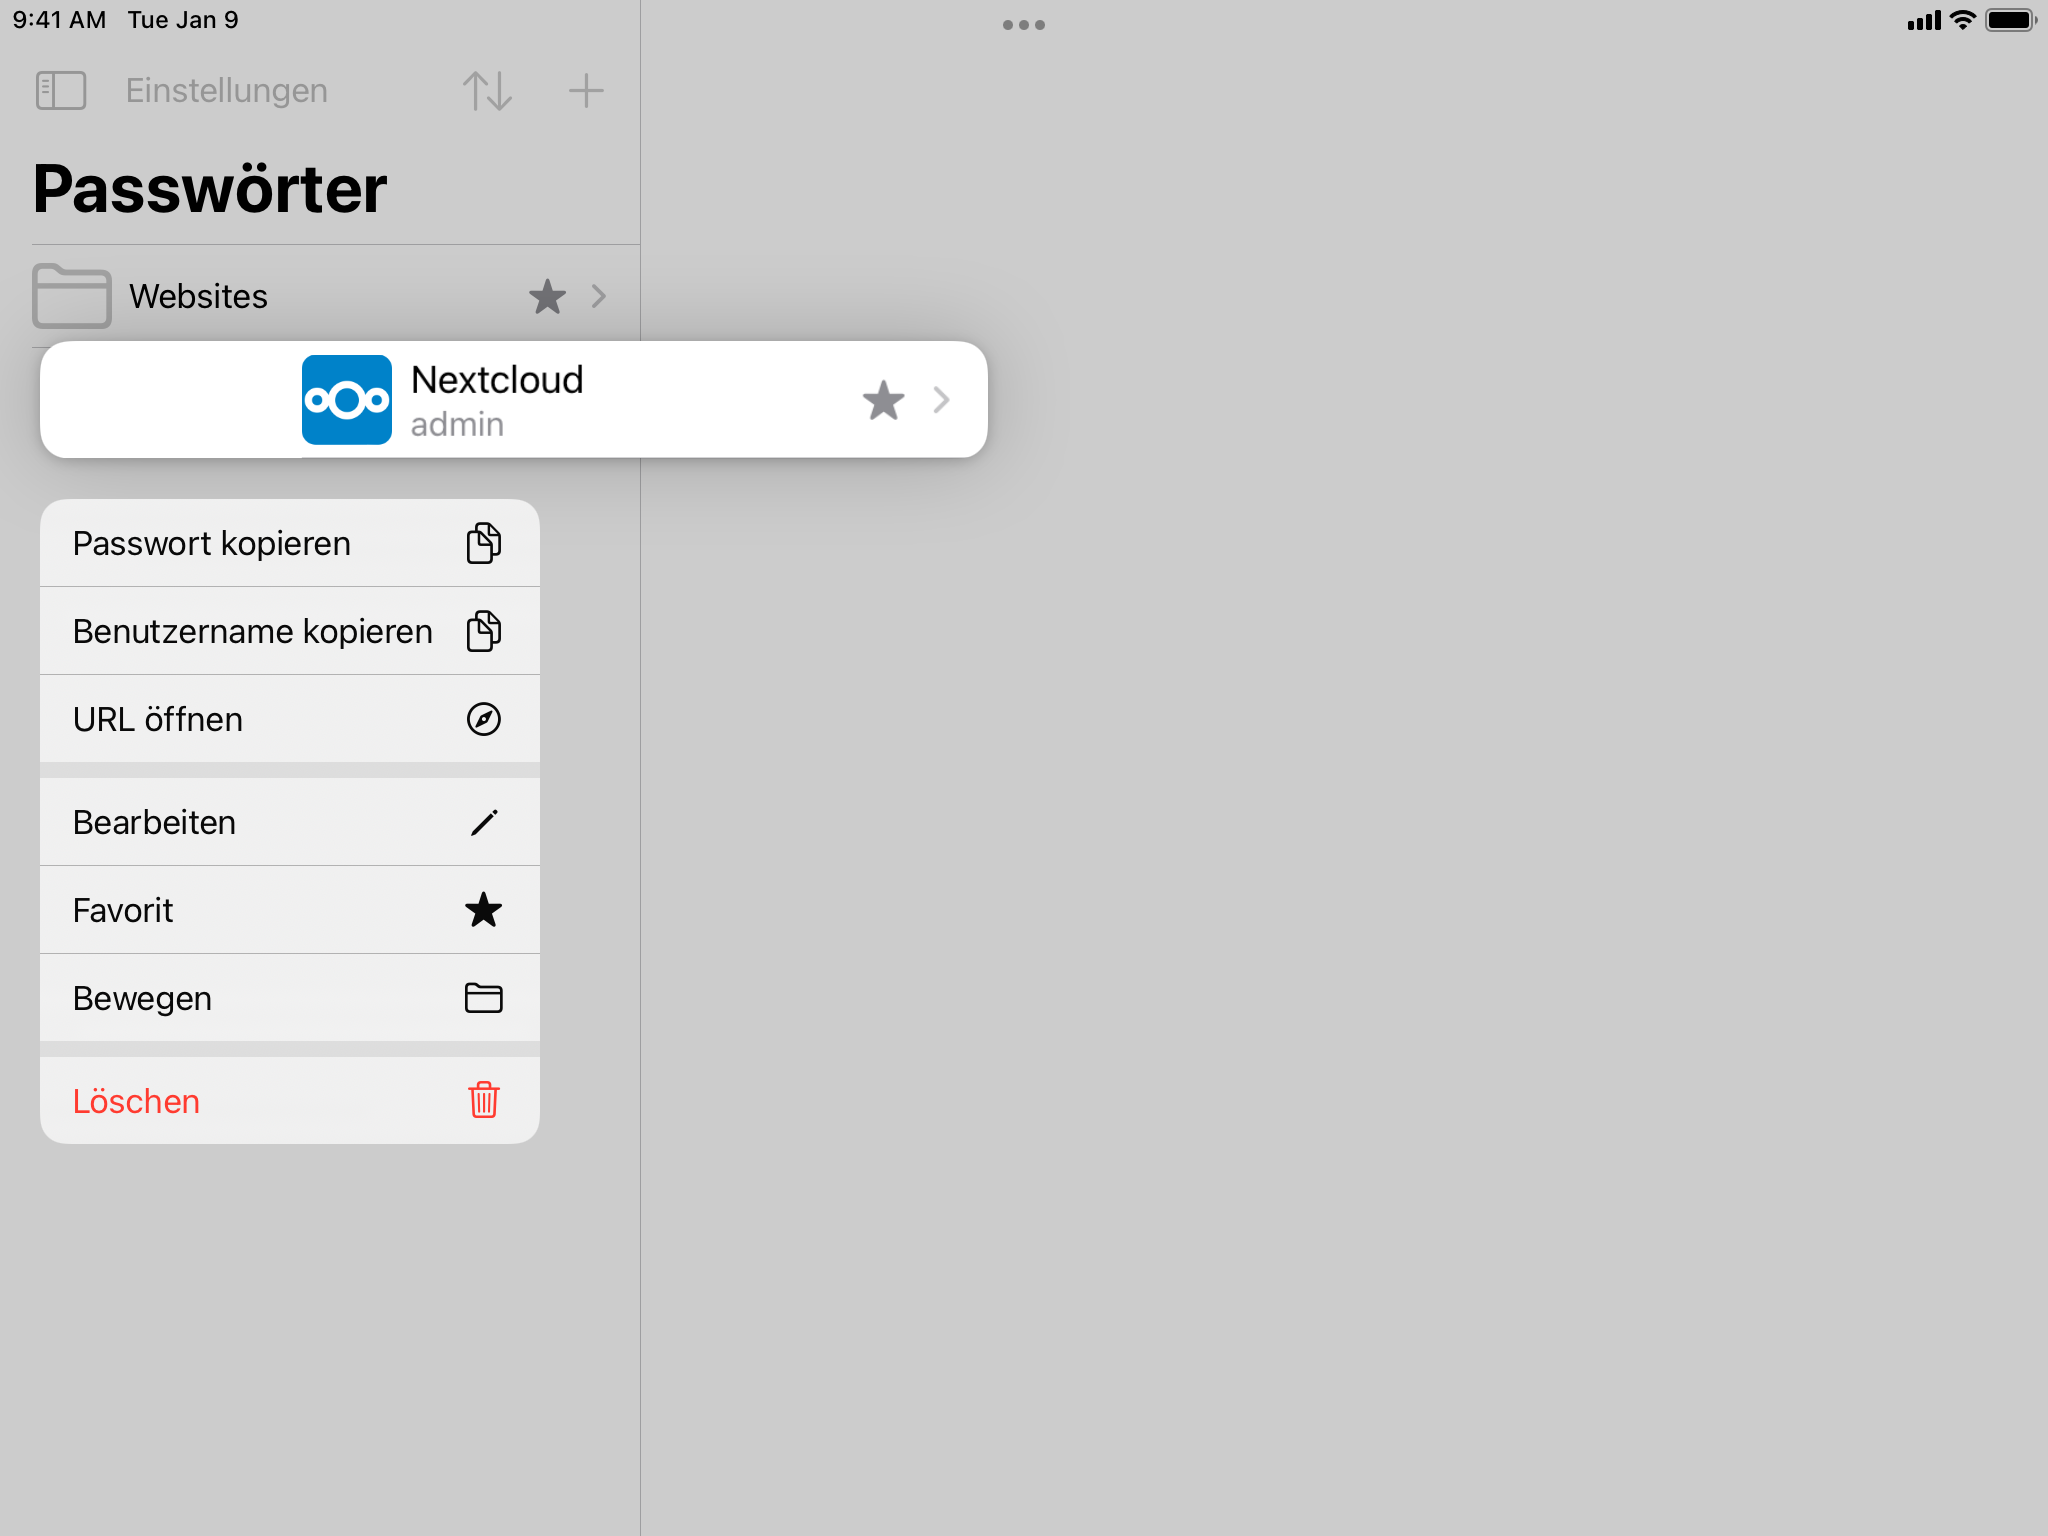 9:41 AM Tue Jan 9
Einstellungen
Passwörter
Websites
Nextcloud
admin
Passwort kopieren
Benutzername kopieren
URL öffnen
Bearbeiten
Favorit
Bewegen
Löschen